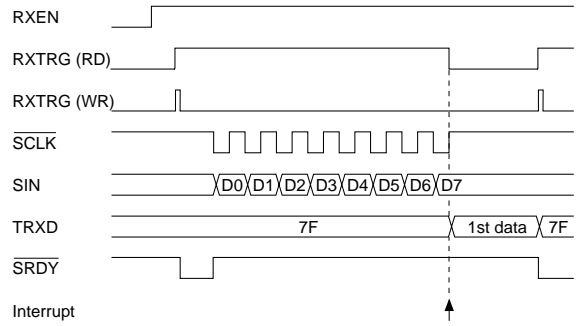 RXEN
RXTRG (RD)
RXTRG (WR)
SCLK
SIN D0 D1 D2 D3 D4 D5 D6 D7
TRXD 7F 1st data 7F
SRDY
Interrupt